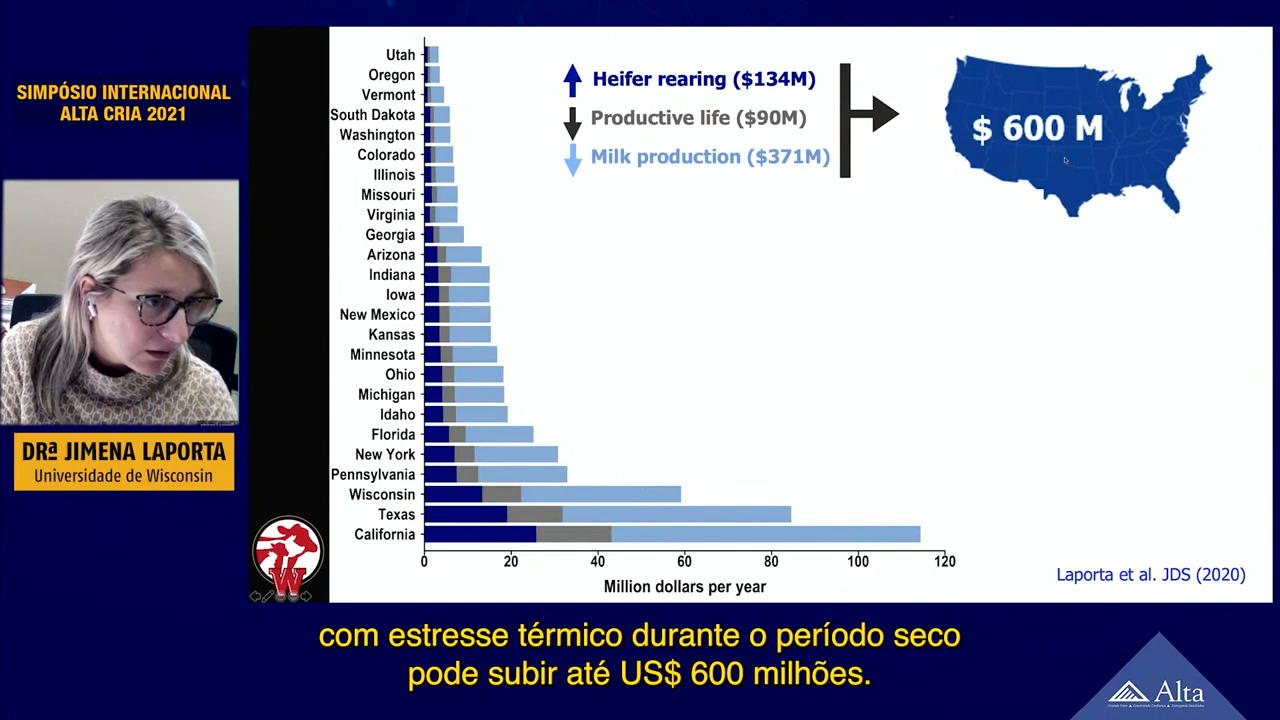 SIMPÓSIO INTERNACIONAL
ALTA CRIA 2021
DRª JIMENA LAPORTA
Universidade de Wisconsin
Utah
Oregon
Vermont
South Dakota
Washington
Colorado
Illinois
Missouri
Virginia
Georgia
Arizona
Indiana
Iowa
New Mexico
Kansas
Minnesota
Ohio
Michigan
Idaho
Florida
New York
Pennsylvania
Wisconsin
Texas
California
0 20 40 60 80 100 120
Million dollars per year
Heifer rearing ($134M)
Productive life ($90M)
Milk production ($371M)
$ 600 M
Laporta et al. JDS (2020)
W
com estresse térmico durante o período seco
pode subir até US$ 600 milhões.
Alta